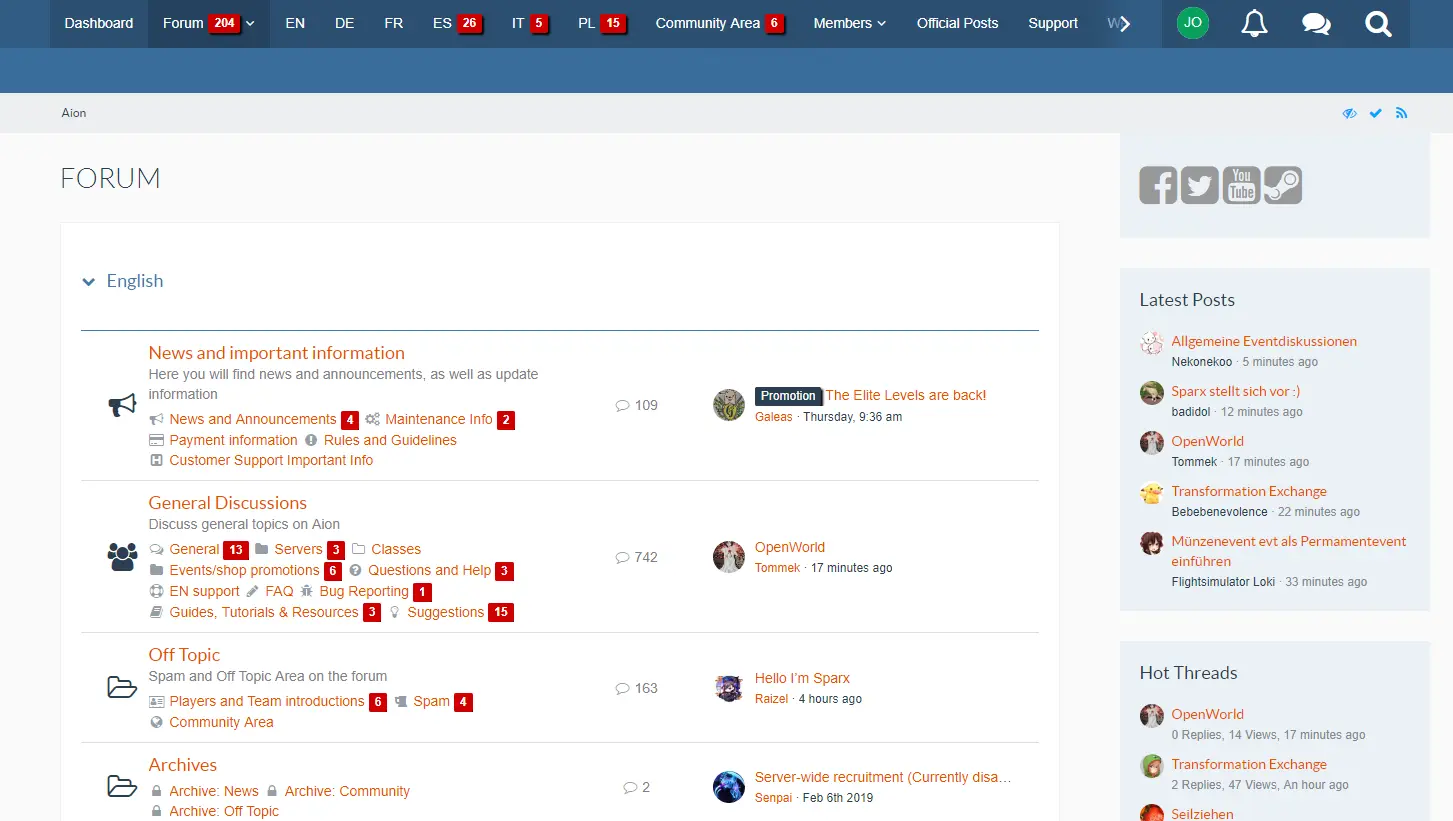 Dashboard Forum 204 EN DE FR ES 26 IT 5 PL 15 Community Area 6 Members Official Posts Support W JO
Aion
FORUM
You
Tube
English
News and important information
Here you will find news and announcements, as well as update
information
News and Announcements 4 Maintenance Info 2
Payment information Rules and Guidelines
Customer Support Important Info
109
Promotion The Elite Levels are back!
Galeas · Thursday, 9:36 am
General Discussions
Discuss general topics on Aion
General 13 Servers 3 Classes
Events/shop promotions 6 Questions and Help 3
EN support FAQ Bug Reporting 1
Guides, Tutorials & Resources 3 Suggestions 15
742
OpenWorld
Tommek · 17 minutes ago
Off Topic
Spam and Off Topic Area on the forum
Players and Team introductions 6 Spam 4
Community Area
163
Hello I'm Sparx
Raizel · 4 hours ago
Archives
Archive: News Archive: Community
Archive: Off Topic
2
Server-wide recruitment (Currently disa…
Senpai · Feb 6th 2019
Latest Posts
Allgemeine Eventdiskussionen
Nekonekoo · 5 minutes ago
Sparx stellt sich vor :)
badidol · 12 minutes ago
OpenWorld
Tommek · 17 minutes ago
Transformation Exchange
Bebebenevolence · 22 minutes ago
Münzenevent evt als Permamentevent
einführen
Flightsimulator Loki · 33 minutes ago
Hot Threads
OpenWorld
0 Replies, 14 Views, 17 minutes ago
Transformation Exchange
2 Replies, 47 Views, An hour ago
Seilziehen